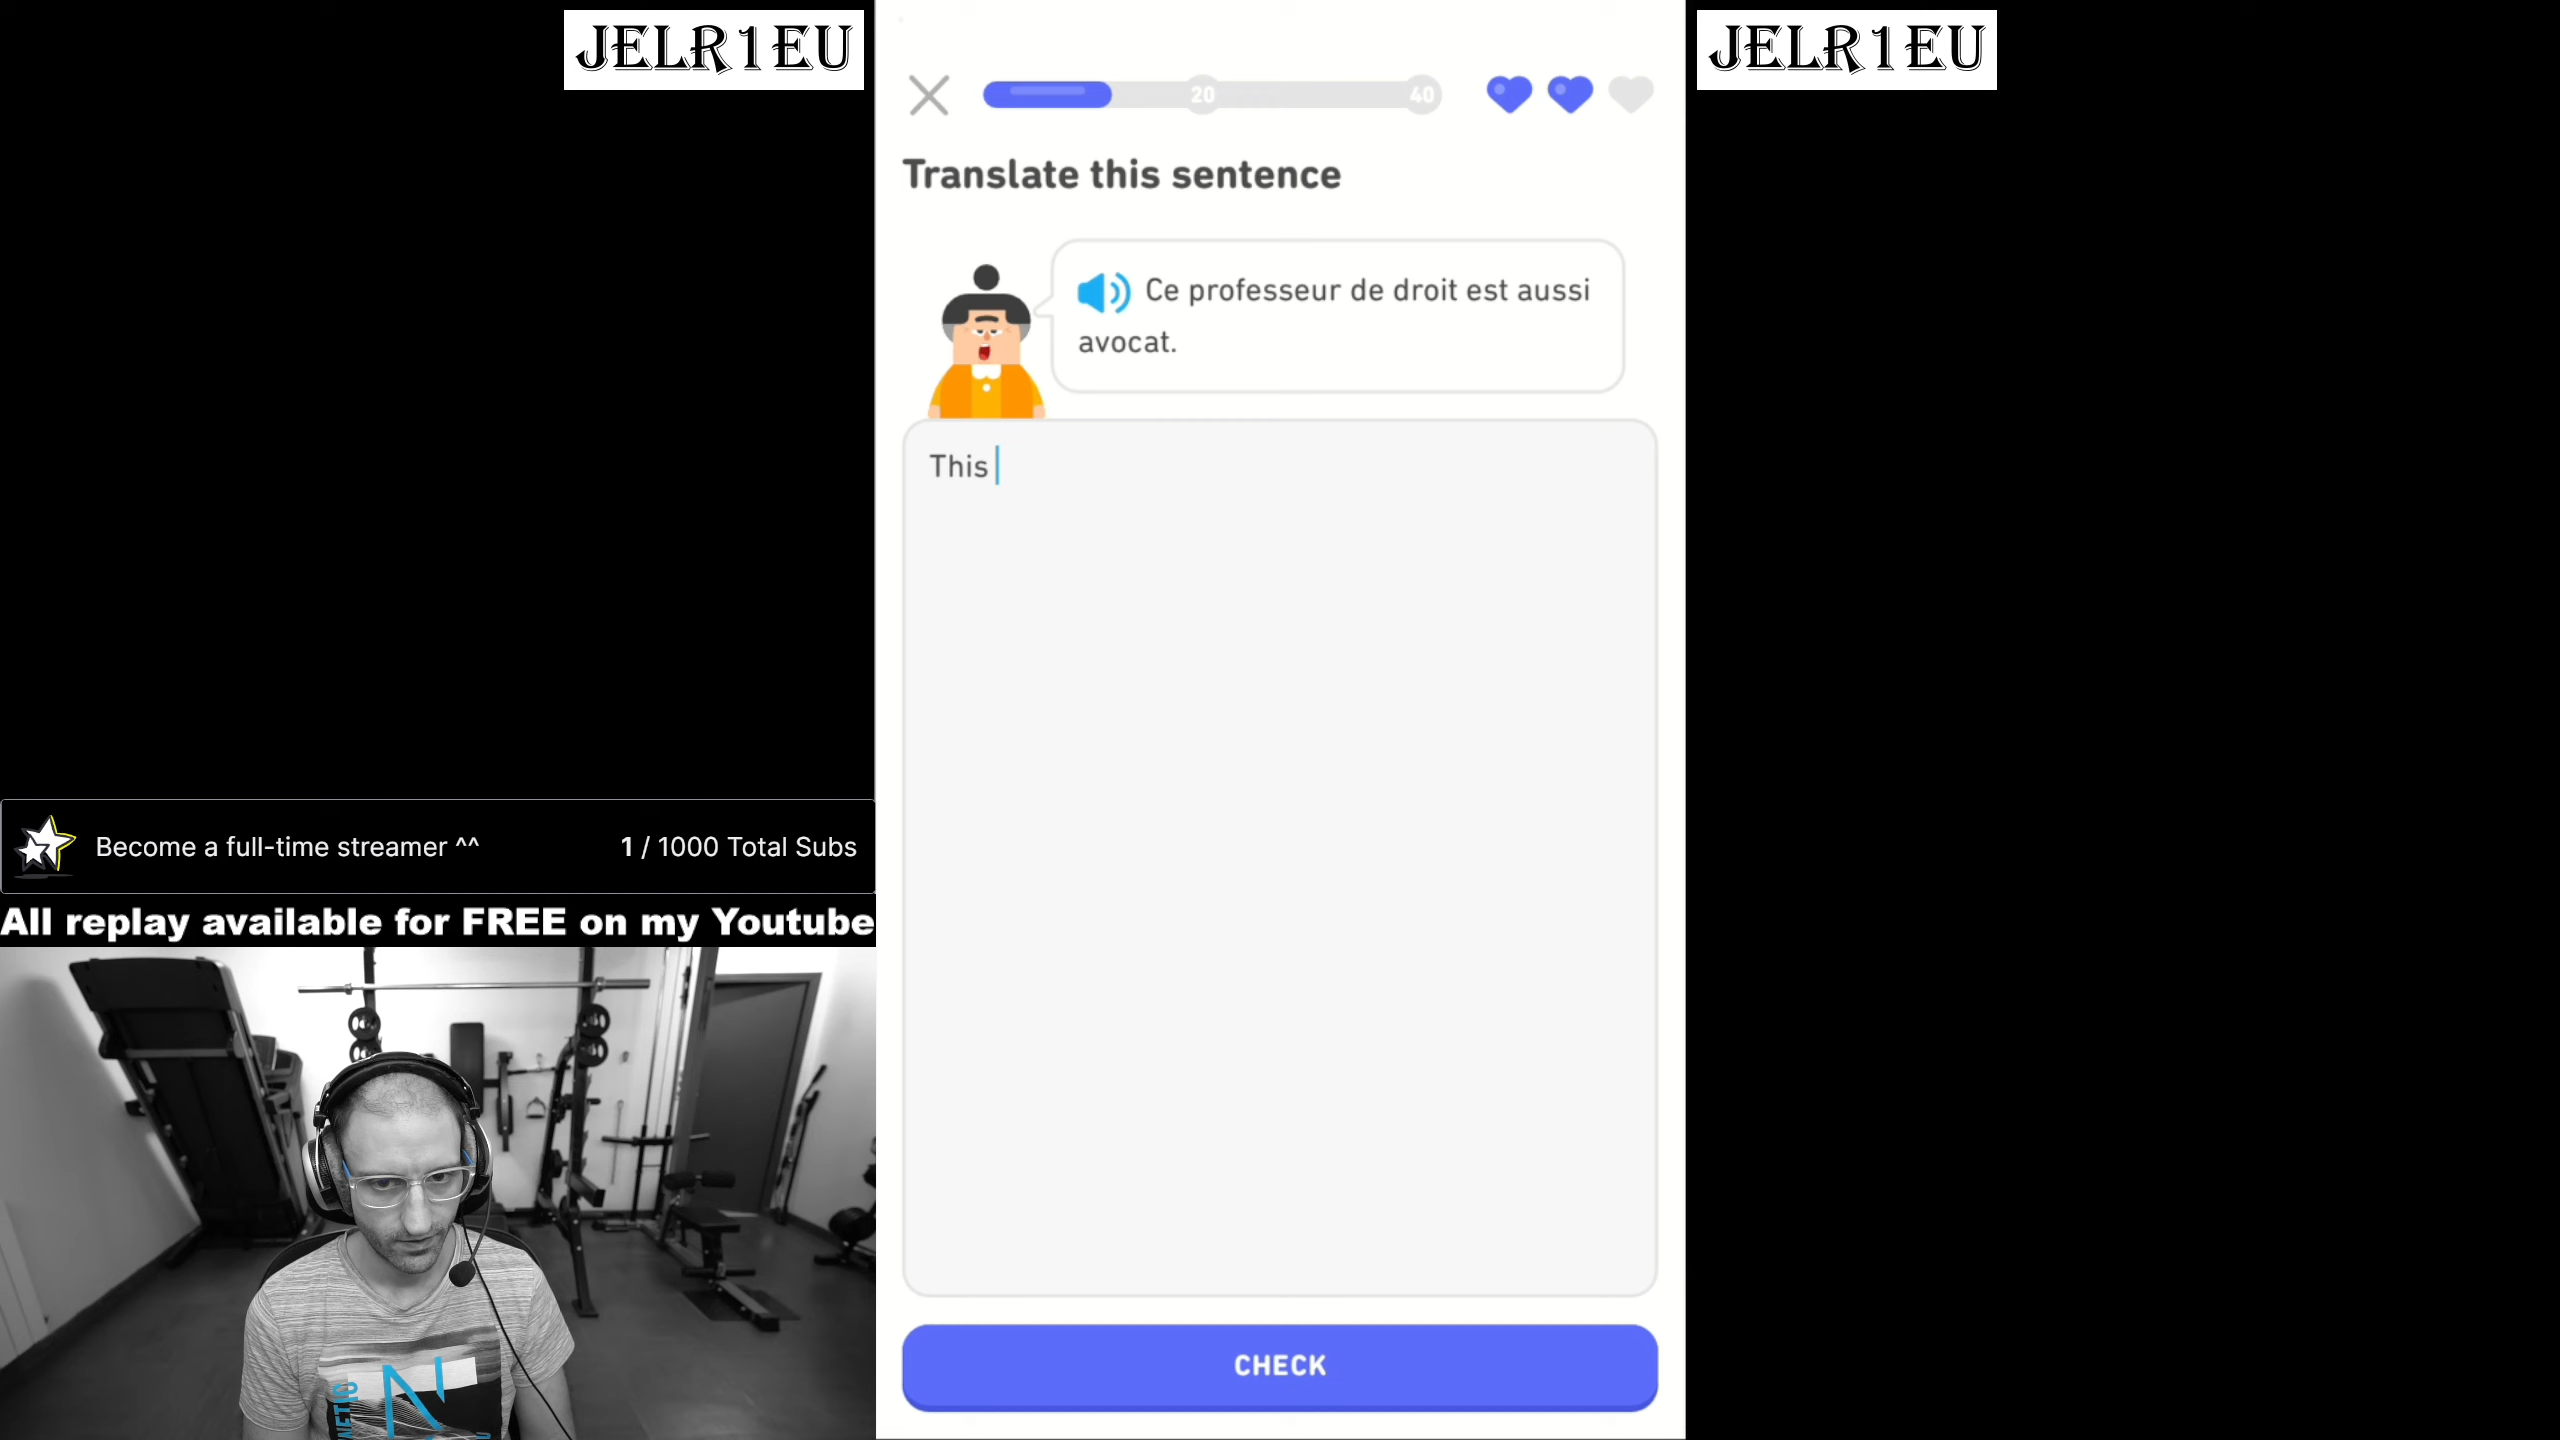 JELR1EU
JELR1EU
20
40
Translate this sentence
Ce professeur de droit est aussi
avocat.
This
Become a full-time streamer ^^
1 / 1000 Total Subs
All replay available for FREE on my Youtube
CHECK